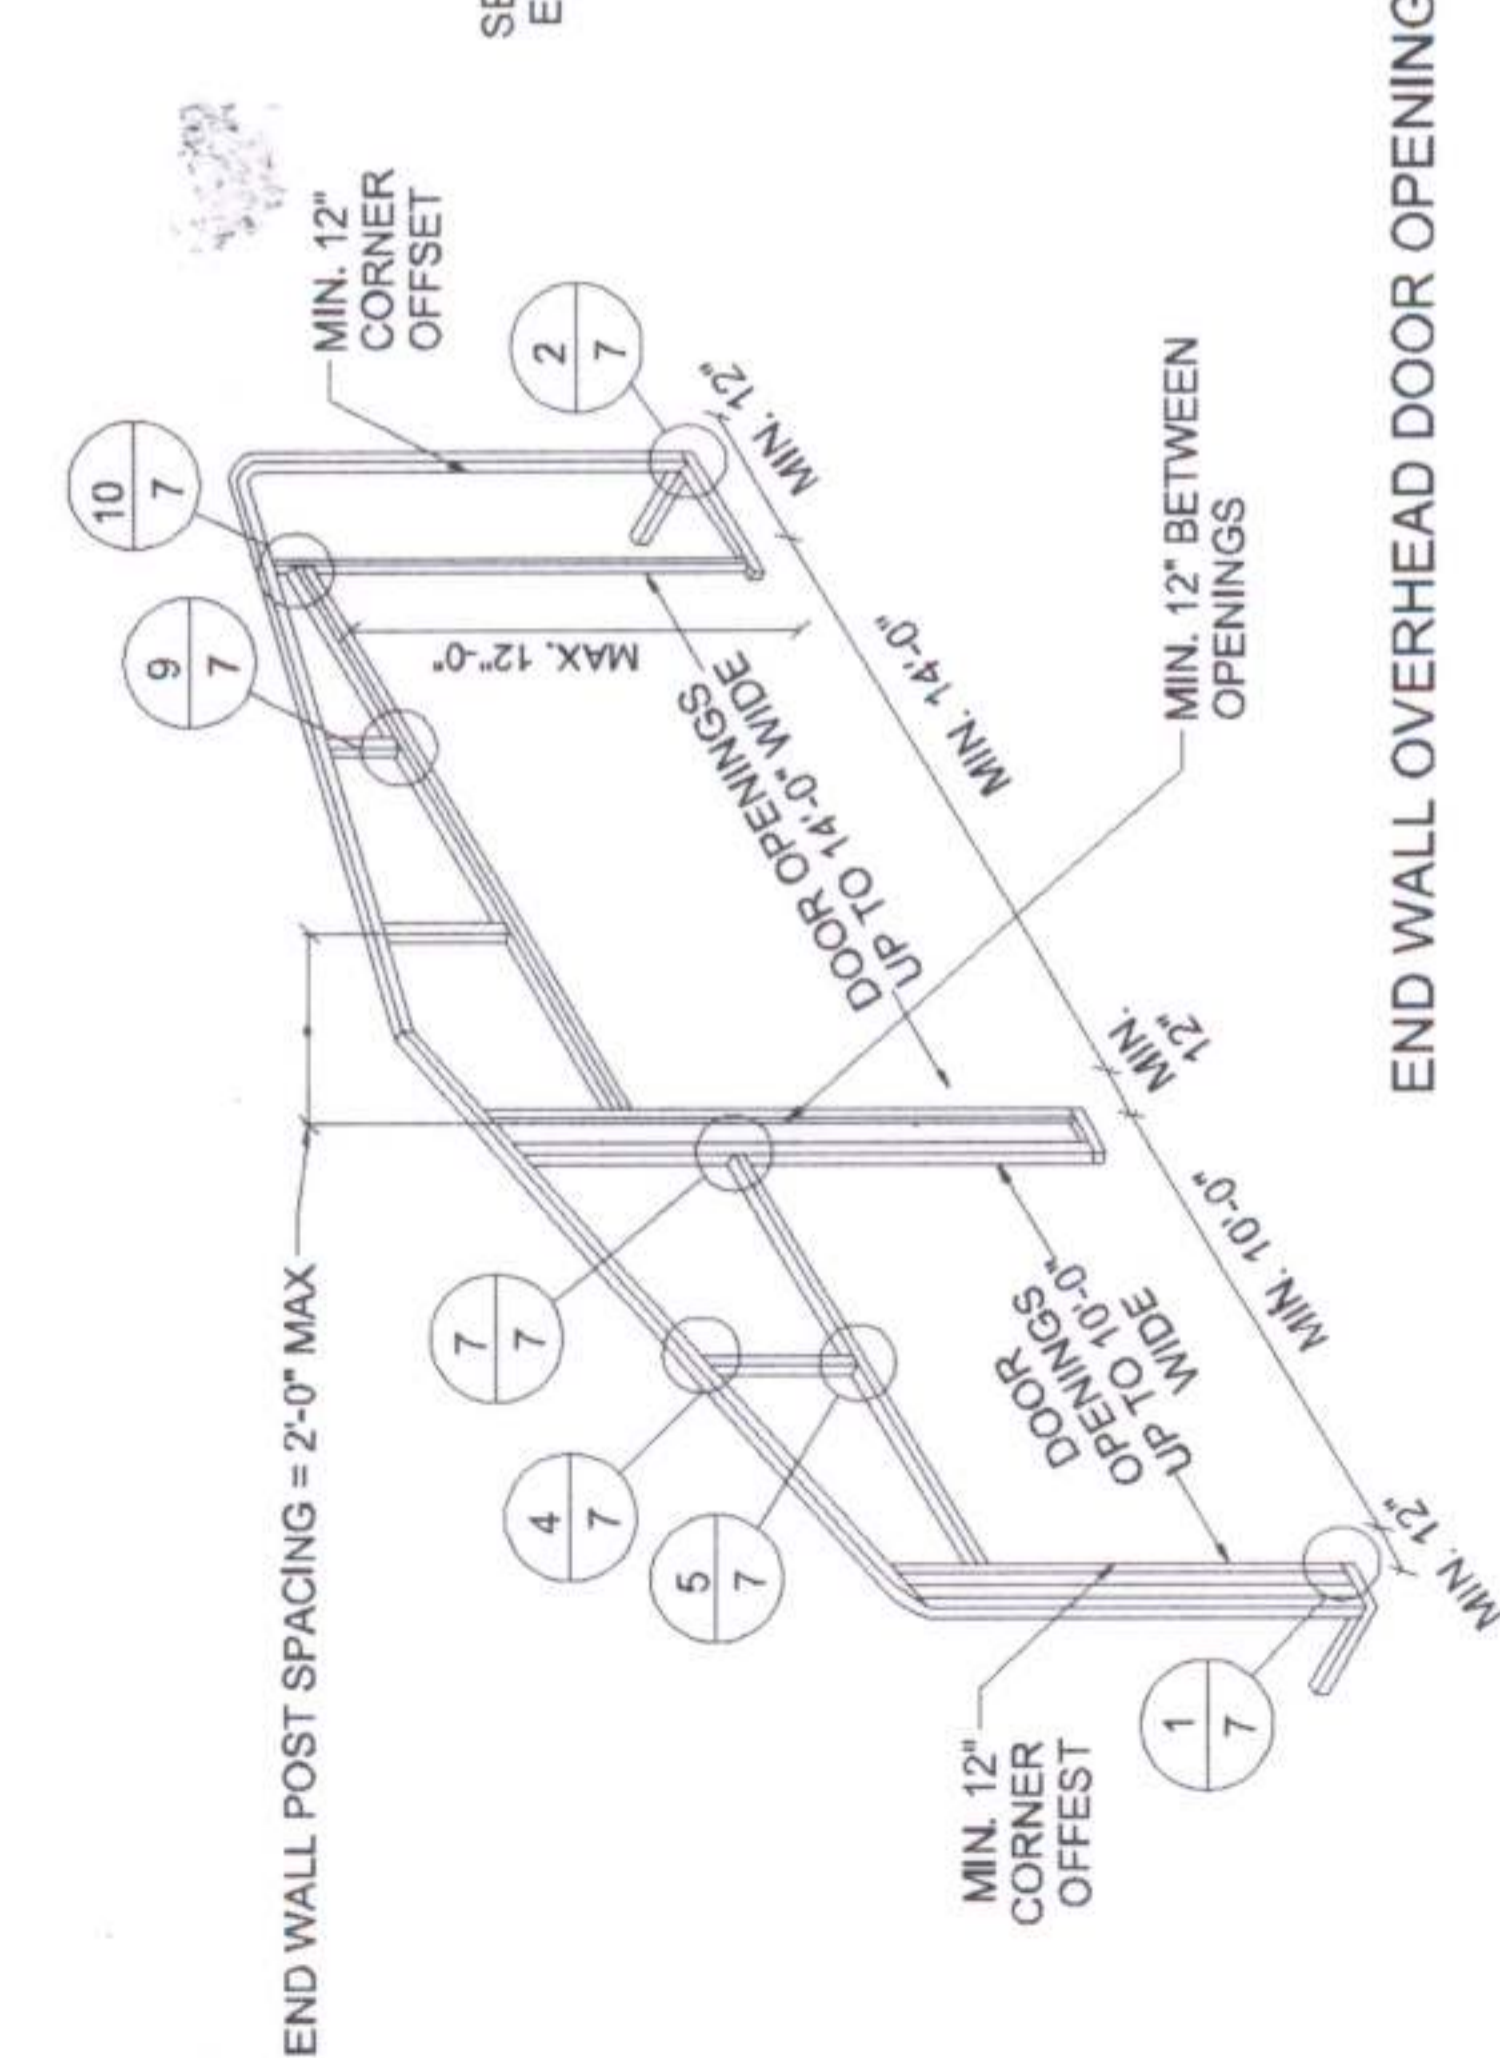 SE
E
MIN. 12"
CORNER
OFFSET
10
7
2
7
9
7
MIN. 12"
MAX. 12"-0"
DOOR OPENINGS
UP TO 14'-0" WIDE
MIN. 14'-0"
MIN. 12" BETWEEN
OPENINGS
END WALL POST SPACING = 2'-0" MAX
7
7
4
7
5
7
MIN.
12"
DOOR
OPENINGS
UP TO 10'-0"
WIDE
MIN. 10'-0"
MIN. 12"
CORNER
OFFEST
1
7
MIN. 12"
END WALL OVERHEAD DOOR OPENING